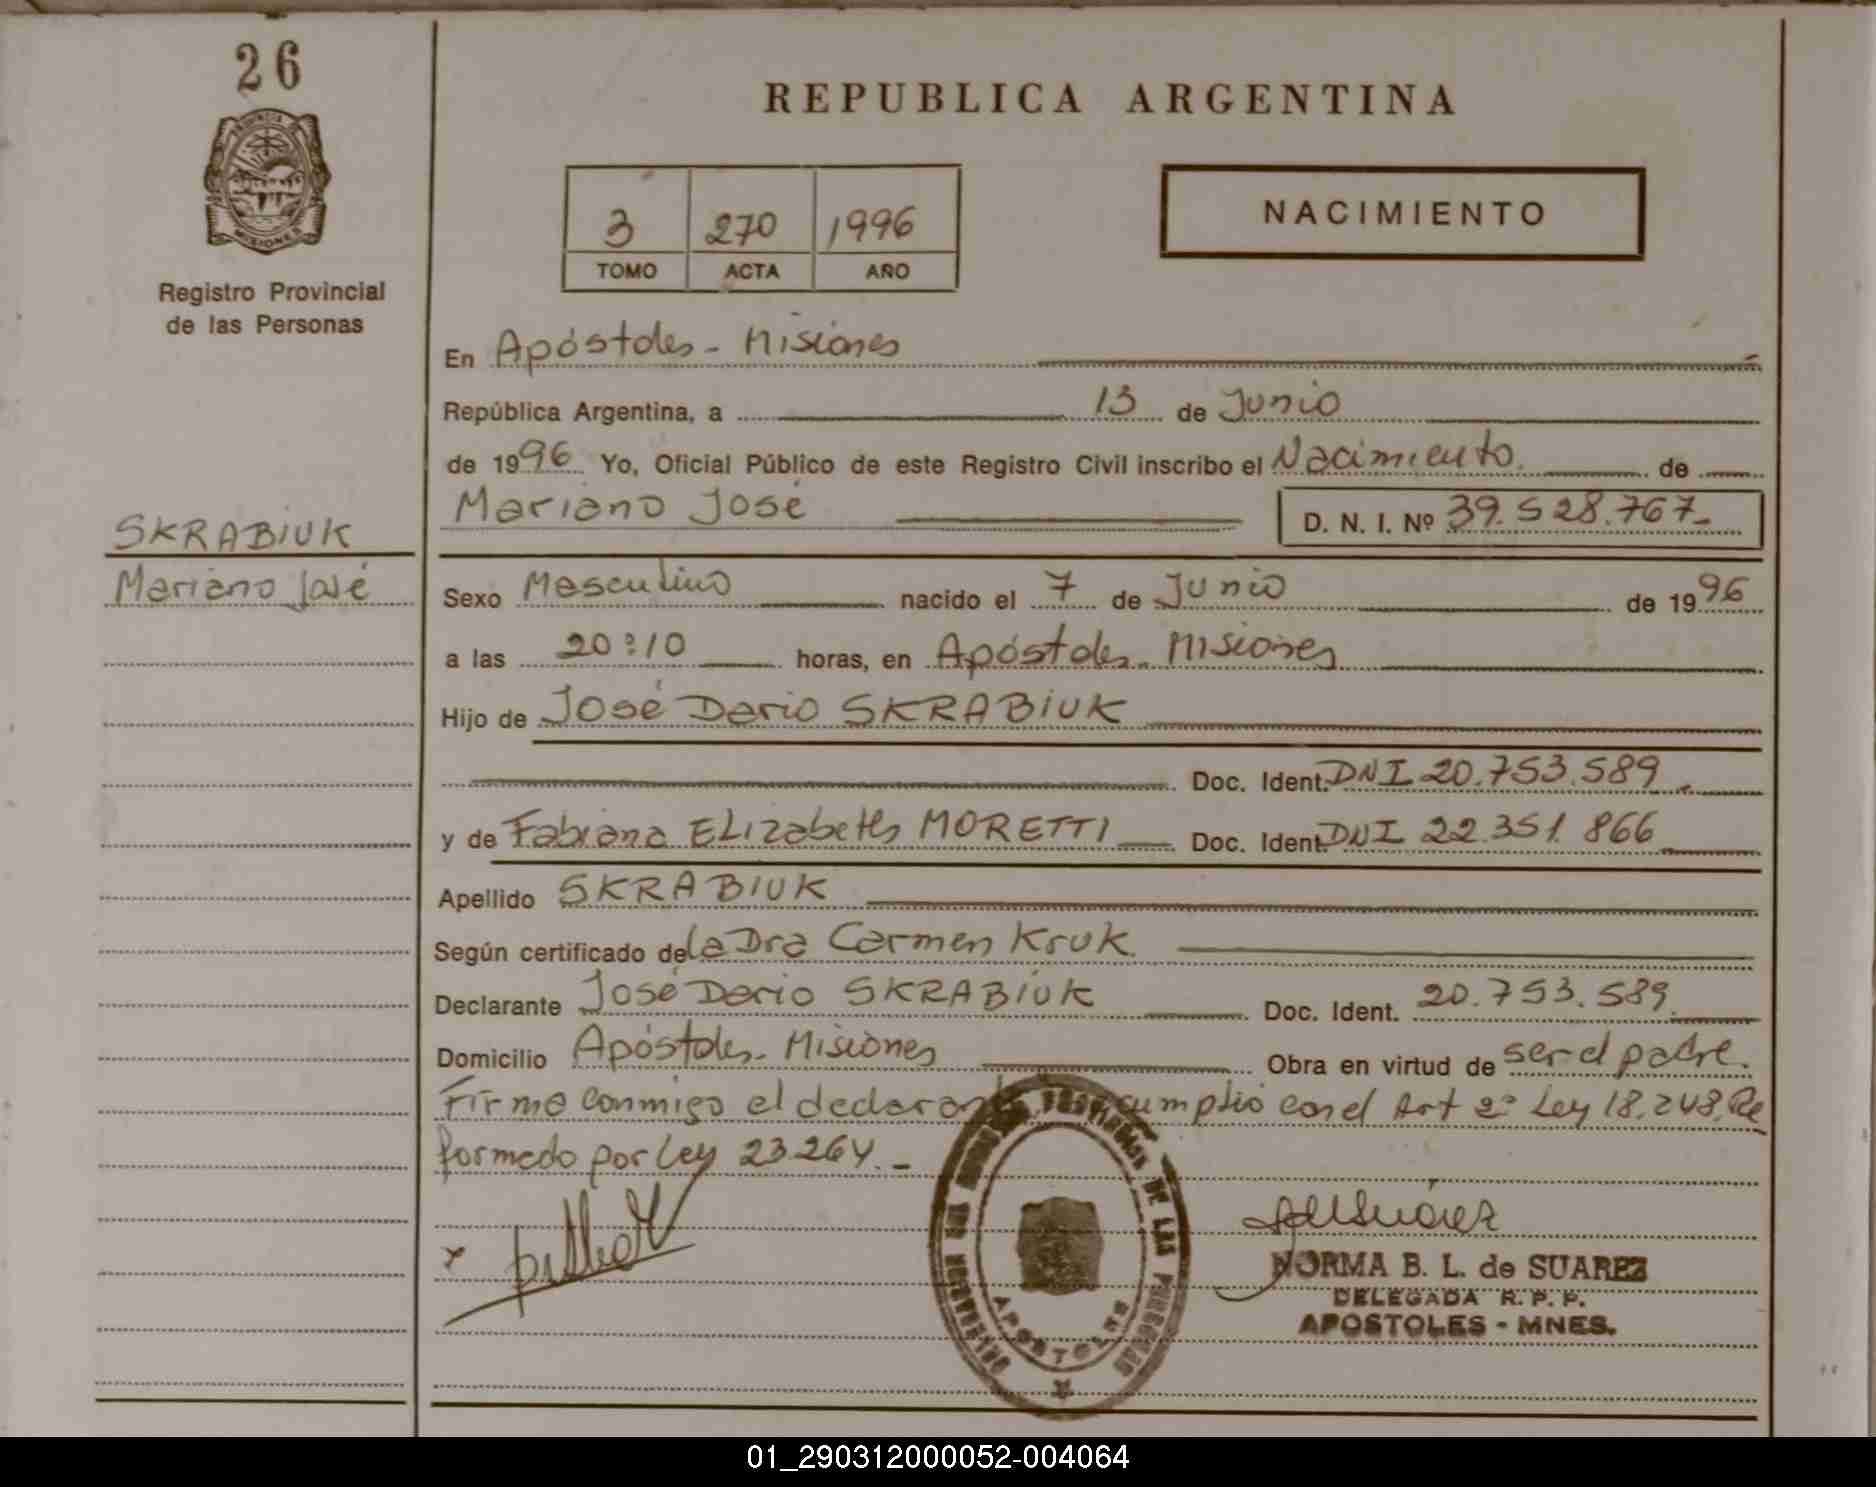 26
PROVINCIA DE
MISIONES
Registro Provincial
de las Personas
SKRABIUK
Mariano José
REPUBLICA ARGENTINA
3 270 1996
TOMO ACTA AÑO
NACIMIENTO
En Apóstoles - Misiones
República Argentina, a 13 de Junio
de 1996 Yo, Oficial Público de este Registro Civil inscribo el Nacimiento de
Mariano José D. N. I. Nº 39.528.767-
Sexo Masculino nacido el 7 de Junio de 1996
a las 20:10 horas, en Apóstoles - Misiones
Hijo de José Dario SKRABIUK
Doc. Ident. DNI 20.753.589
y de Fabiana ELizabeth MORETTI Doc. Ident. DNI 22.351.866
Apellido SKRABIUK
Según certificado de la Dra Carmen Kruk
Declarante José Dario SKRABIUK Doc. Ident. 20.753.589
Domicilio Apóstoles - Misiones Obra en virtud de ser el padre.
Firma conmigo el cumplió con el Art 2º Ley 18.248, Re
formado por Ley 23.264.-
x
DE LAS PERSONAS
APOSTOLES
NORMA B. L. de SUAREZ
DELEGADA R. P. P.
APOSTOLES - MNES.
01_290312000052-004064